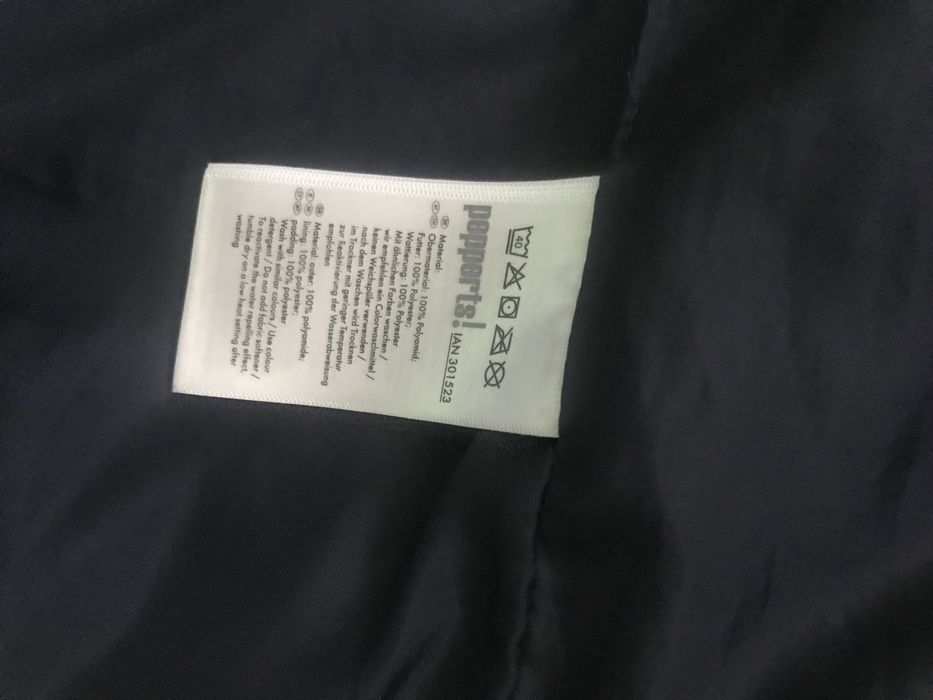 40
pepperts! IAN 301523
Material:
Obermaterial: 100% Polyamid;
Futter: 100% Polyester;
Wattierung: 100% Polyester
Mit ähnlichen Farben waschen /
wir empfehlen ein Colorwaschmittel /
keinen Weichspüler verwenden /
nach dem Waschen wird Trocknen
im Trockner mit geringer Temperatur
zur Reaktivierung der Wasserabweisung
empfohlen
Material: outer: 100% polyamide;
lining: 100% polyester;
padding: 100% polyester
Wash with similar colours / Use colour
detergent / Do not add fabric softener /
To reactivate the water repelling effect,
tumble dry on a low heat setting after
washing